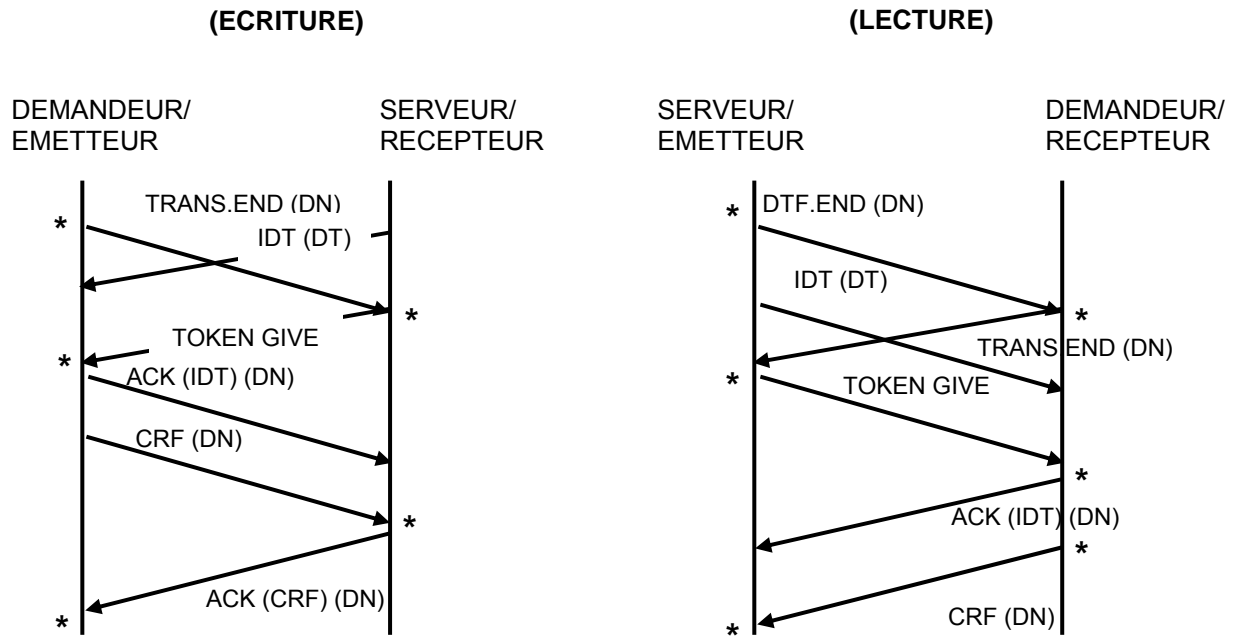 (ECRITURE)
(LECTURE)
DEMANDEUR/
EMETTEUR
SERVEUR/
RECEPTEUR
SERVEUR/
EMETTEUR
DEMANDEUR/
RECEPTEUR
TRANS.END (DN)
* IDT (DT)
*
TOKEN GIVE
*
ACK (IDT) (DN)
CRF (DN)
*
ACK (CRF) (DN)
*
* DTF.END (DN)
IDT (DT)
*
TRANS.END (DN)
* TOKEN GIVE
*
ACK (IDT) (DN)
*
CRF (DN)
*